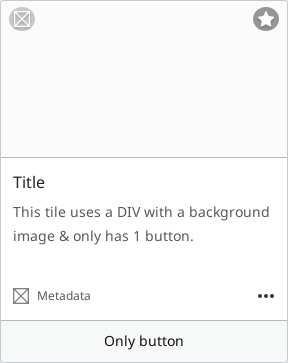 Title
This tile uses a DIV with a background
image & only has 1 button.
Metadata
Only button